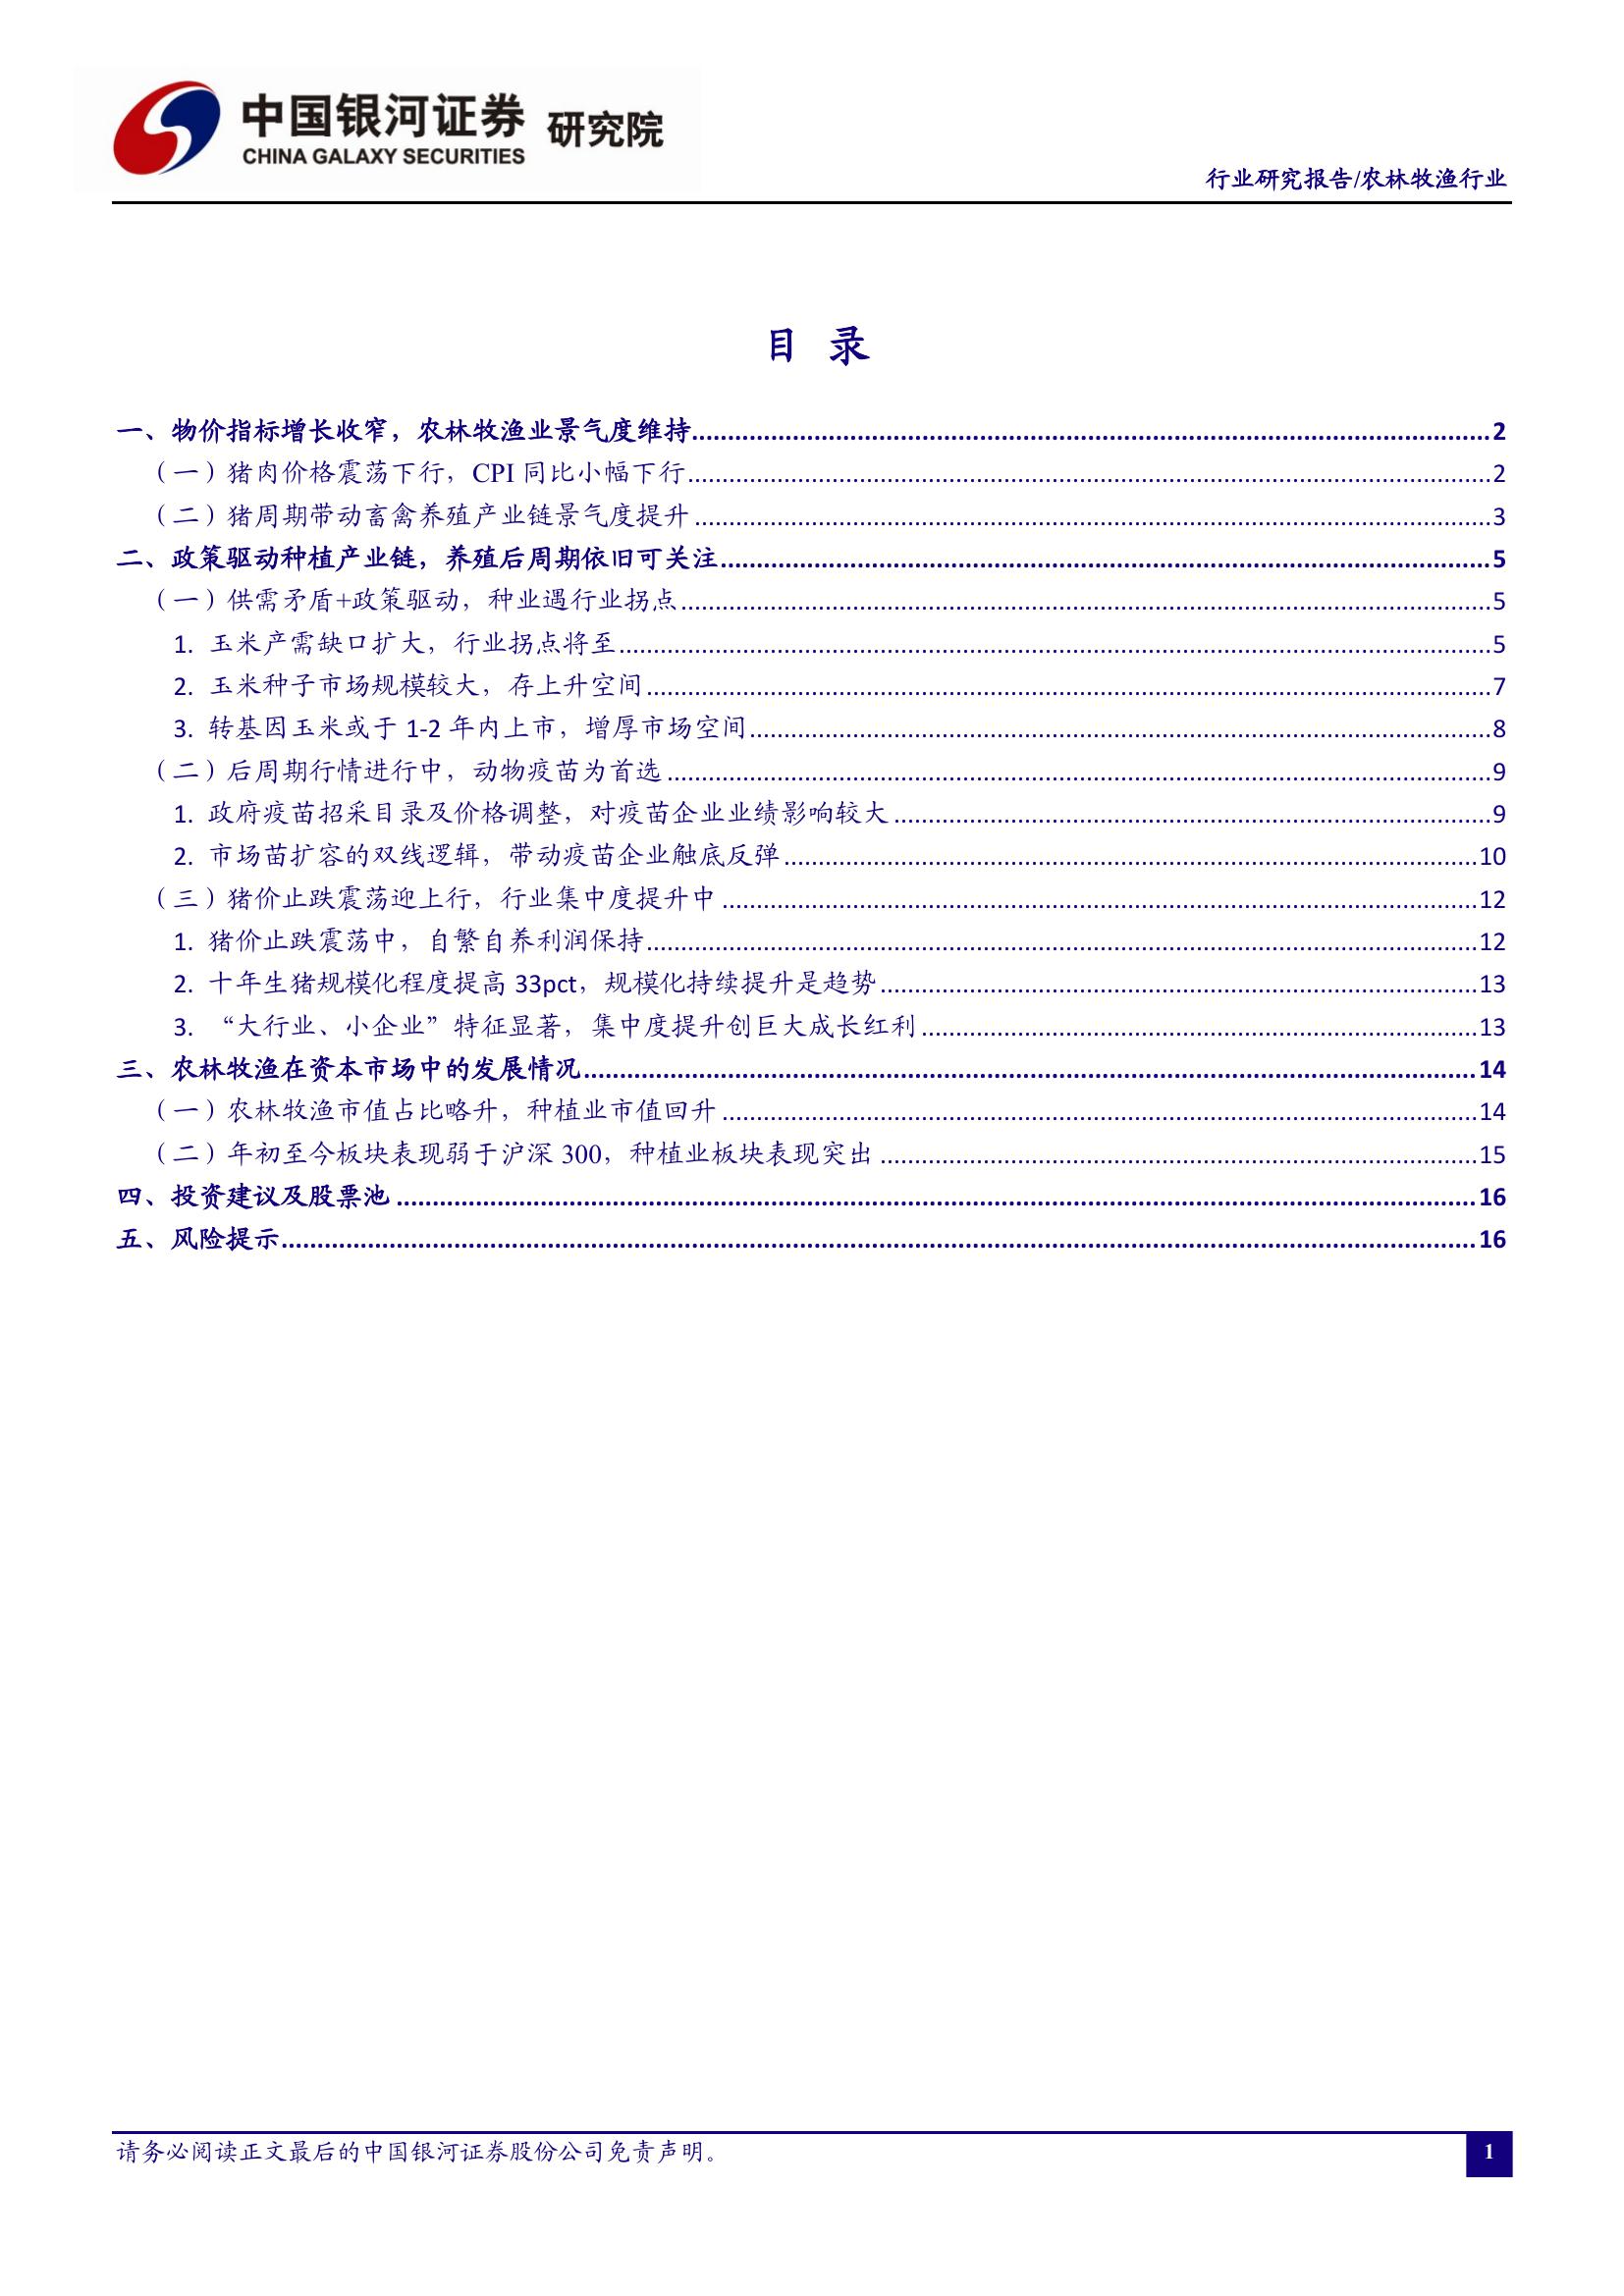 中国银河证券 研究院
CHINA GALAXY SECURITIES
行业研究报告/农林牧渔行业
目 录
一、物价指标增长收窄，农林牧渔业景气度维持....................2
（一）猪肉价格震荡下行，CPI 同比小幅下行....................2
（二）猪周期带动畜禽养殖产业链景气度提升....................3
二、政策驱动种植产业链，养殖后周期依旧可关注....................5
（一）供需矛盾+政策驱动，种业遇行业拐点....................5
1. 玉米产需缺口扩大，行业拐点将至....................5
2. 玉米种子市场规模较大，存上升空间....................7
3. 转基因玉米或于 1-2 年内上市，增厚市场空间....................8
（二）后周期行情进行中，动物疫苗为首选....................9
1. 政府疫苗招采目录及价格调整，对疫苗企业业绩影响较大....................9
2. 市场苗扩容的双线逻辑，带动疫苗企业触底反弹....................10
（三）猪价止跌震荡迎上行，行业集中度提升中....................12
1. 猪价止跌震荡中，自繁自养利润保持....................12
2. 十年生猪规模化程度提高 33pct，规模化持续提升是趋势....................13
3. “大行业、小企业”特征显著，集中度提升创巨大成长红利....................13
三、农林牧渔在资本市场中的发展情况....................14
（一）农林牧渔市值占比略升，种植业市值回升....................14
（二）年初至今板块表现弱于沪深 300，种植业板块表现突出....................15
四、投资建议及股票池....................16
五、风险提示....................16
请务必阅读正文最后的中国银河证券股份公司免责声明。
1